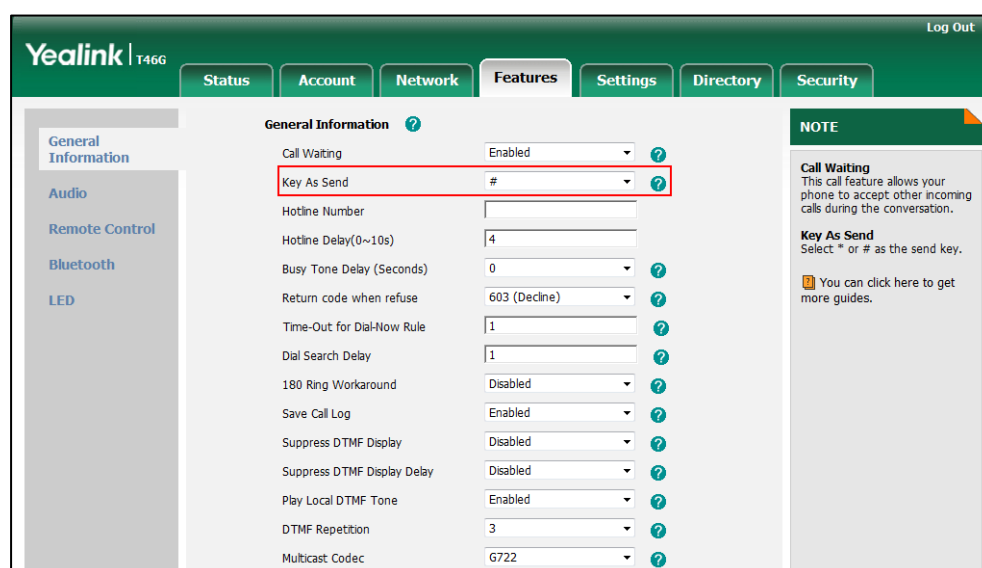 Log Out
Yealink | T46G
Status Account Network Features Settings Directory Security
General
Information
Audio
Remote Control
Bluetooth
LED
General Information ?
Call Waiting Enabled ?
Key As Send # ?
Hotline Number
Hotline Delay(0~10s) 4
Busy Tone Delay (Seconds) 0 ?
Return code when refuse 603 (Decline) ?
Time-Out for Dial-Now Rule 1 ?
Dial Search Delay 1 ?
180 Ring Workaround Disabled ?
Save Call Log Enabled ?
Suppress DTMF Display Disabled ?
Suppress DTMF Display Delay Disabled ?
Play Local DTMF Tone Enabled ?
DTMF Repetition 3 ?
Multicast Codec G722 ?
NOTE
Call Waiting
This call feature allows your
phone to accept other incoming
calls during the conversation.
Key As Send
Select * or # as the send key.
? You can click here to get
more guides.